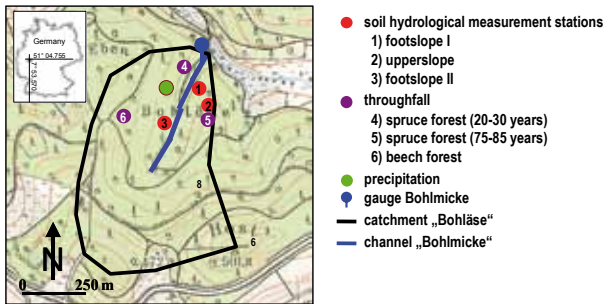 Germany
51° 04.755
7° 53.570
Eben
4
1
Bohl
2
3
5
6
8
6
N
0 250 m
soil hydrological measurement stations
1) footslope I
2) upperslope
3) footslope II
throughfall
4) spruce forest (20-30 years)
5) spruce forest (75-85 years)
6) beech forest
precipitation
gauge Bohlmicke
catchment „Bohläse“
channel „Bohlmicke“